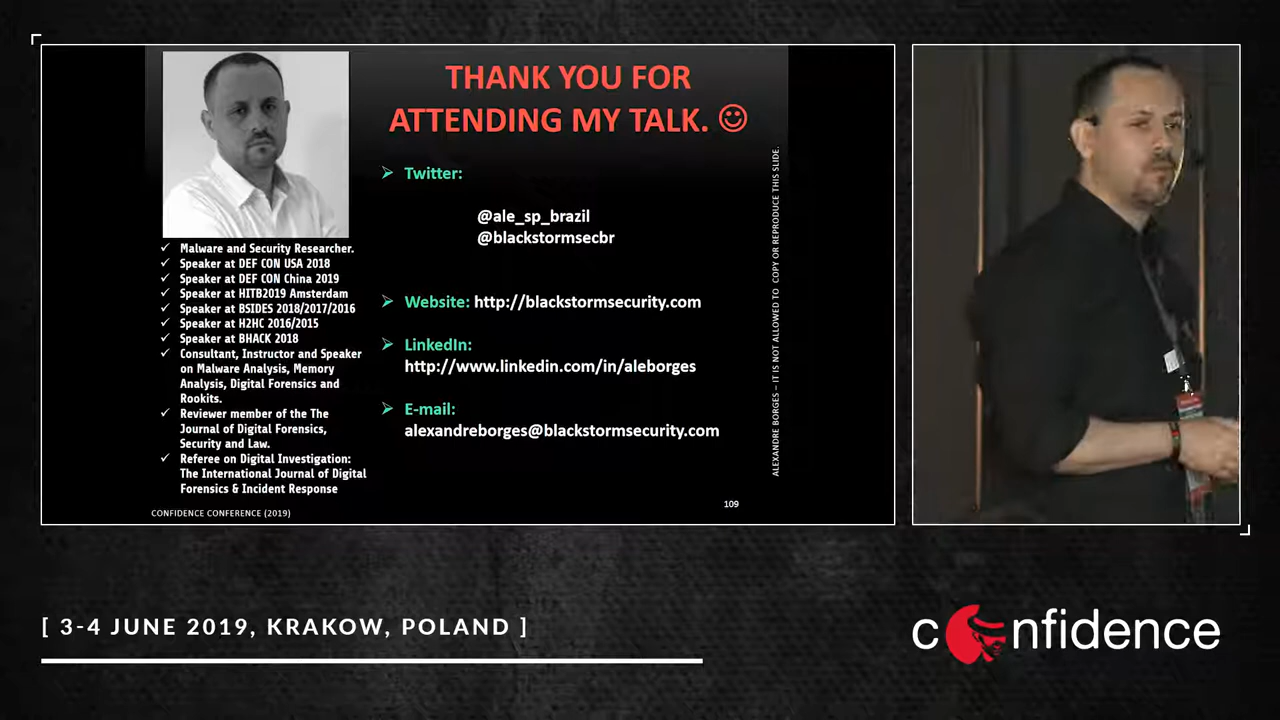 THANK YOU FOR
ATTENDING MY TALK. ☺
Malware and Security Researcher.
Speaker at DEF CON USA 2018
Speaker at DEF CON China 2019
Speaker at HITB2019 Amsterdam
Speaker at BSIDES 2018/2017/2016
Speaker at H2HC 2016/2015
Speaker at BHACK 2018
Consultant, Instructor and Speaker
on Malware Analysis, Memory
Analysis, Digital Forensics and
Rookits.
Reviewer member of the The
Journal of Digital Forensics,
Security and Law.
Referee on Digital Investigation:
The International Journal of Digital
Forensics & Incident Response
Twitter:
@ale_sp_brazil
@blackstormsecbr
Website: http://blackstormsecurity.com
LinkedIn:
http://www.linkedin.com/in/aleborges
E-mail:
alexandreborges@blackstormsecurity.com
ALEXANDRE BORGES – IT IS NOT ALLOWED TO COPY OR REPRODUCE THIS SLIDE.
CONFIDENCE CONFERENCE (2019)
109
[ 3-4 JUNE 2019, KRAKOW, POLAND ]
confidence